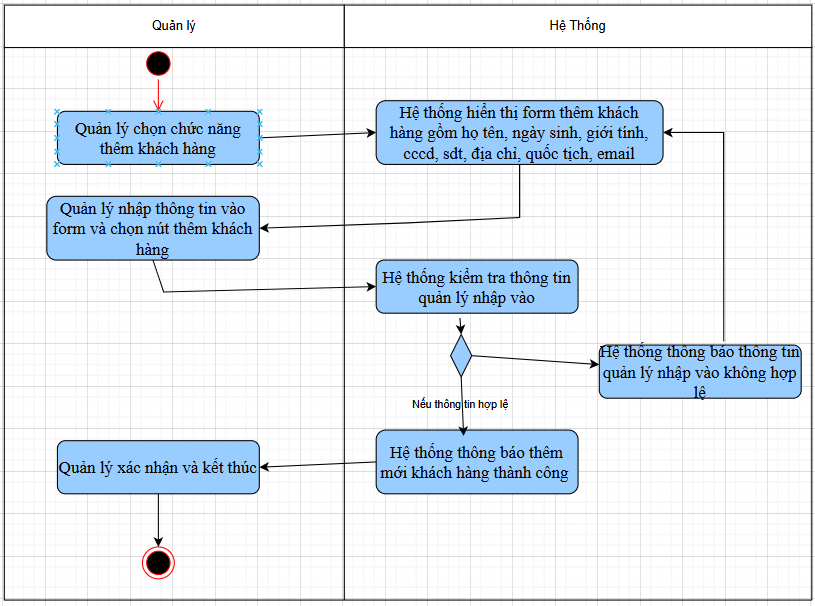 Quản lý
Hệ Thống
Quản lý chọn chức năng
thêm khách hàng
Hệ thống hiển thị form thêm khách
hàng gồm họ tên, ngày sinh, giới tính,
cccd, sdt, địa chỉ, quốc tịch, email
Quản lý nhập thông tin vào
form và chọn nút thêm khách
hàng
Hệ thống kiểm tra thông tin
quản lý nhập vào
Hệ thống thông báo thông tin
quản lý nhập vào không hợp
lệ
Nếu thông tin hợp lệ
Hệ thống thông báo thêm
mới khách hàng thành công
Quản lý xác nhận và kết thúc